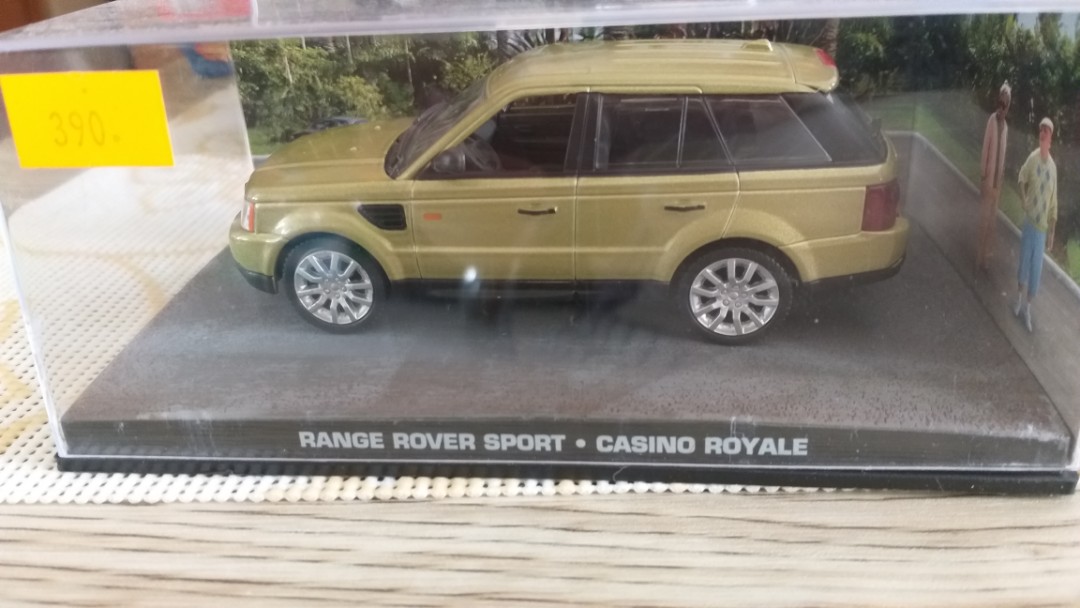 390.
RANGE ROVER SPORT • CASINO ROYALE